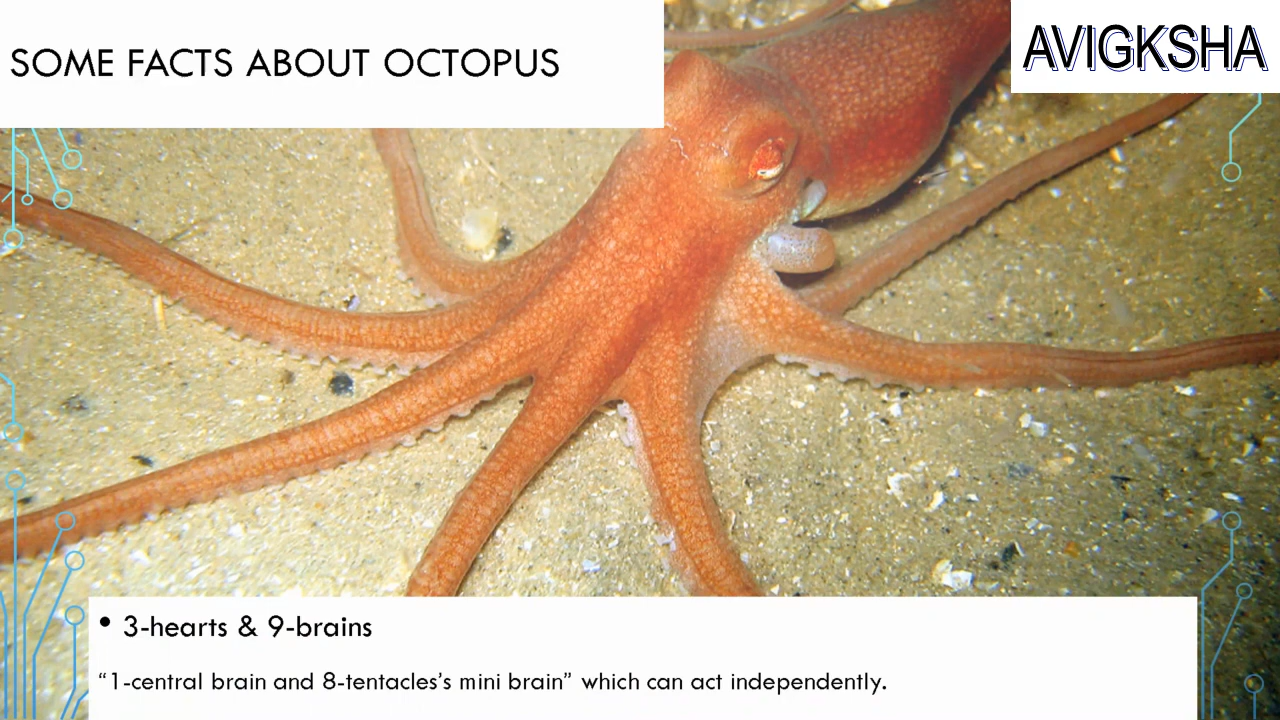 SOME FACTS ABOUT OCTOPUS
AVIGKSHA
• 3-hearts & 9-brains
“1-central brain and 8-tentacles’s mini brain” which can act independently.